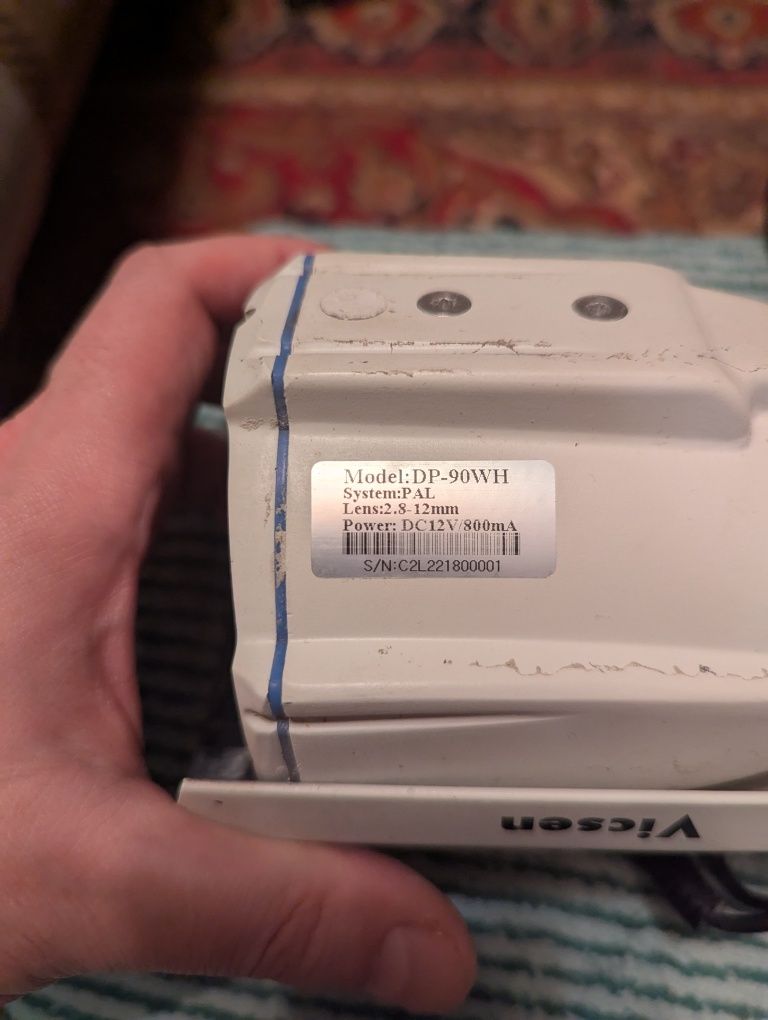 Model:DP-90WH
System:PAL
Lens:2.8-12mm
Power: DC12V/800mA
S/N:C2L221800001
Vicsen